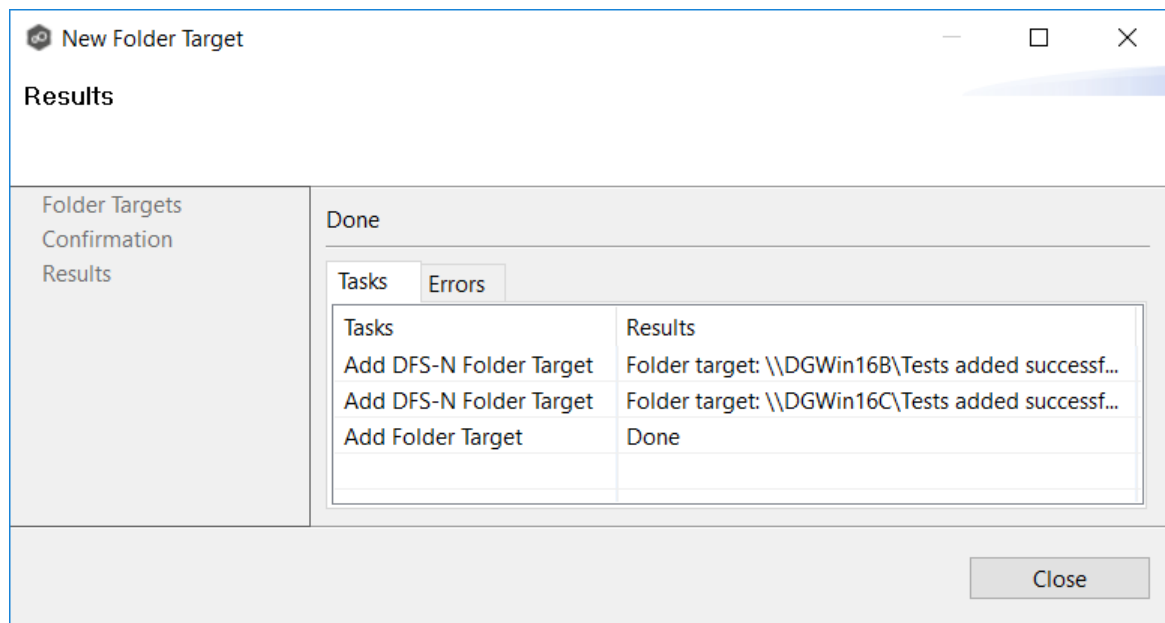 New Folder Target
Results
Folder Targets
Confirmation
Results
Done
Tasks Errors
Tasks Results
Add DFS-N Folder Target Folder target: \\DGWin16B\Tests added successf...
Add DFS-N Folder Target Folder target: \\DGWin16C\Tests added successf...
Add Folder Target Done
Close